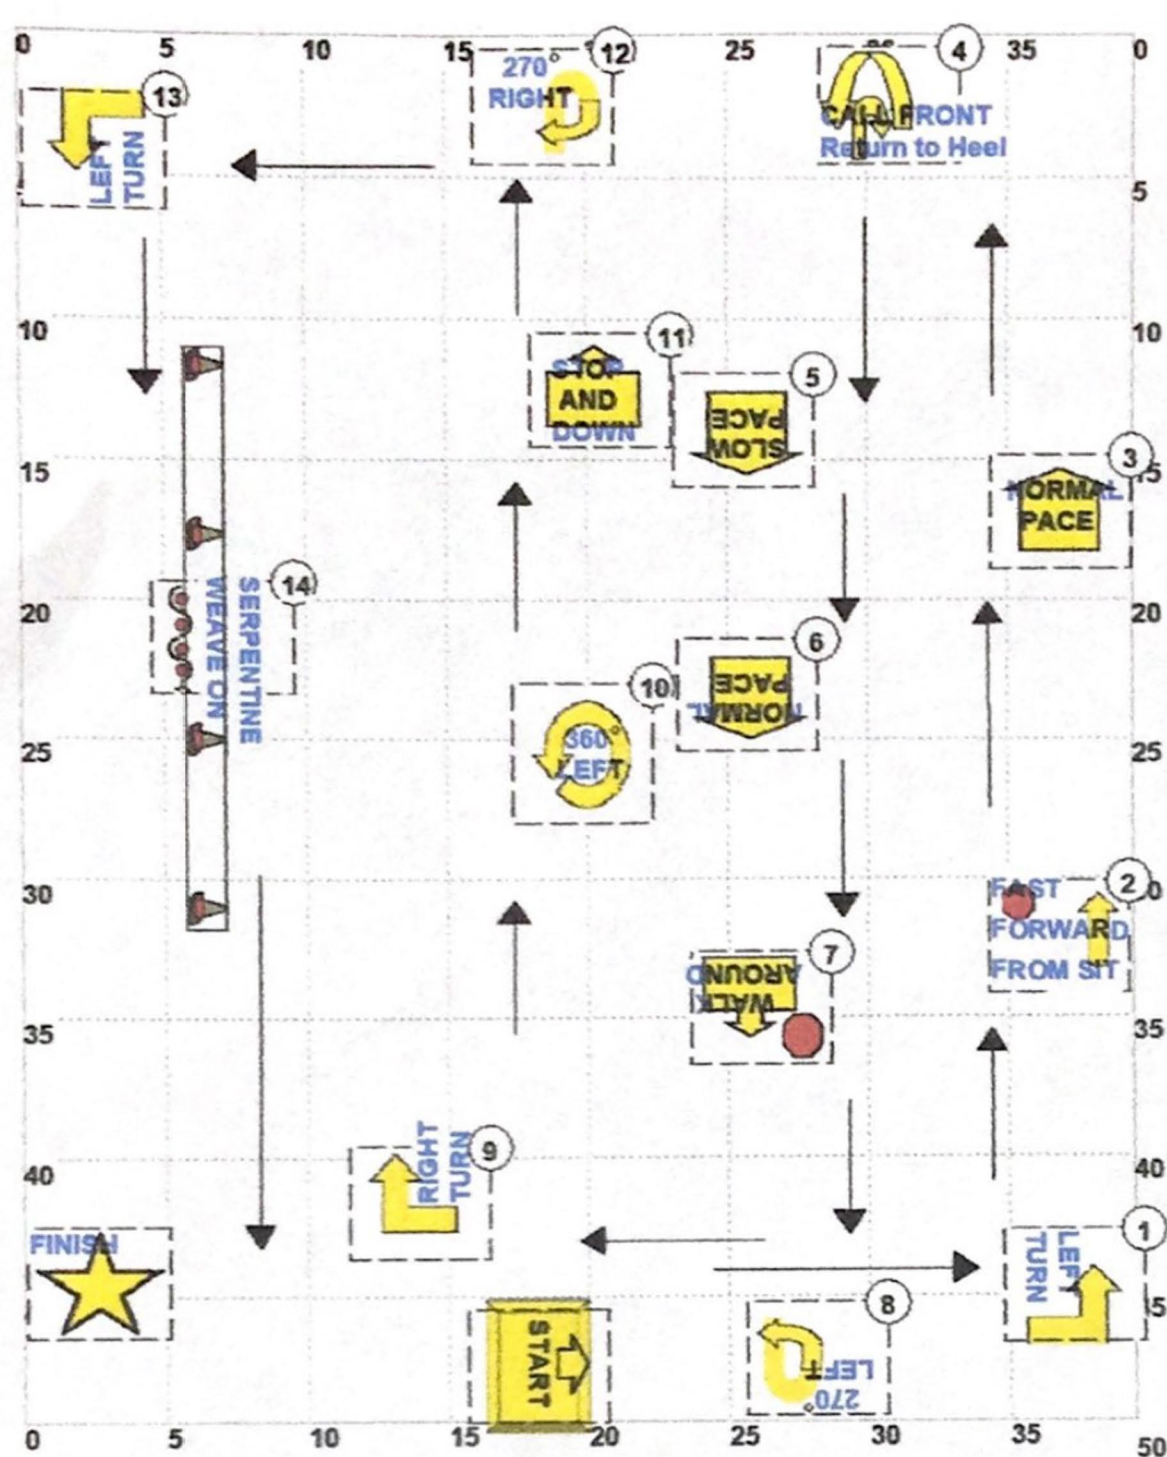 0
5
10
15
12
25
4
35
0
270°
RIGHT
13
LEFT
TURN
CALL FRONT
Return to Heel
5
10
11
STOP
AND
DOWN
5
SLOW
PACE
10
15
3
NORMAL
PACE
20
14
SERPENTINE
WEAVE ON
6
NORMAL
PACE
20
10
360°
LEFT
25
25
30
2
FAST
FORWARD
FROM SIT
7
WALK
AROUND
35
35
9
RIGHT
TURN
40
40
1
LEFT
TURN
FINISH
START
8
270°
LEFT
0
5
10
15
20
25
30
35
50